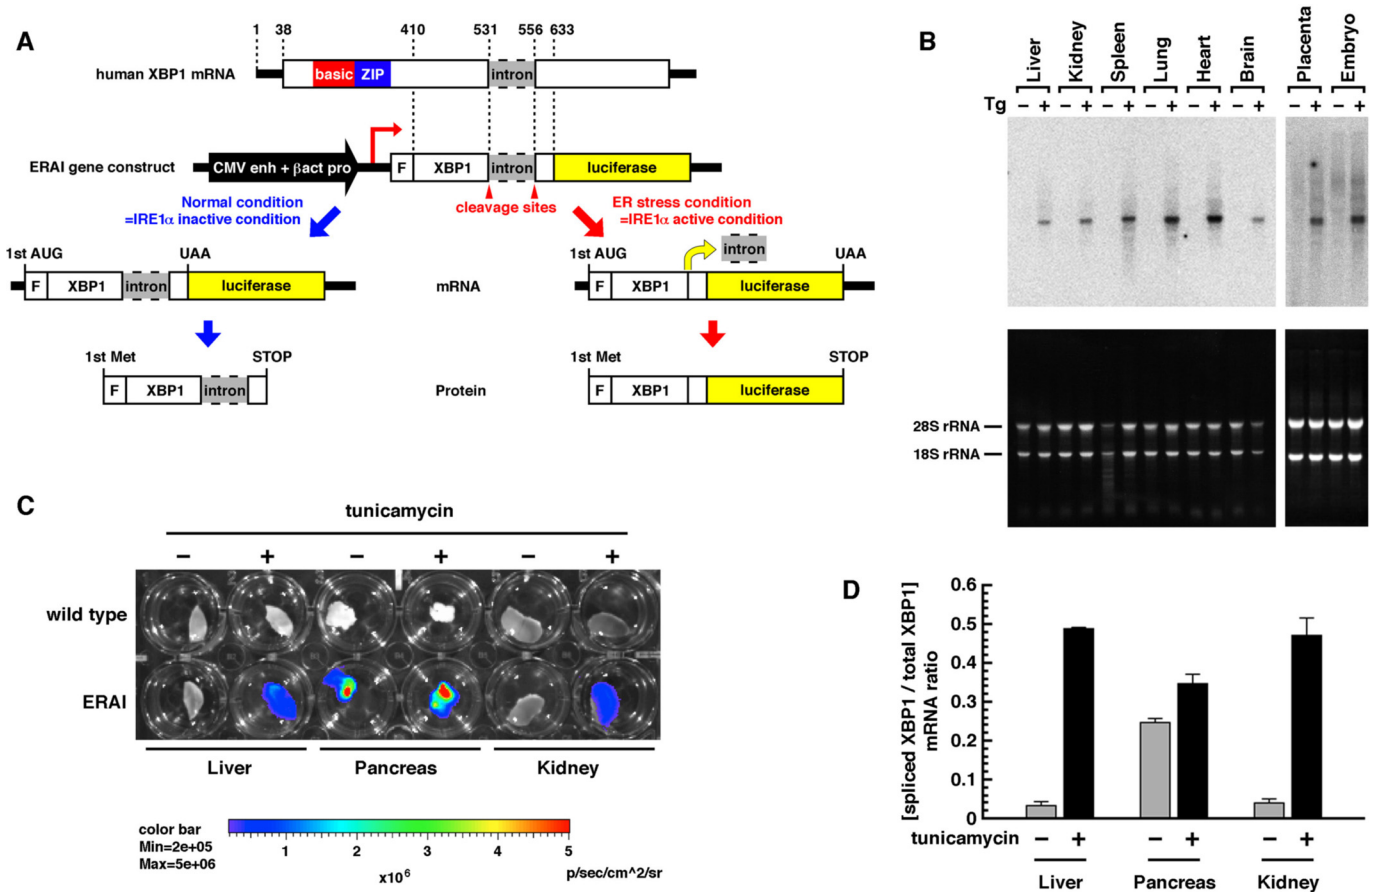 A
1 38 410 531 556 633
human XBP1 mRNA
basic ZIP intron
ERAI gene construct
CMV enh + βact pro F XBP1 intron luciferase
cleavage sites
Normal condition
=IRE1α inactive condition
ER stress condition
=IRE1α active condition
intron
1st AUG UAA
1st AUG UAA
F XBP1 intron luciferase
mRNA
F XBP1 luciferase
1st Met STOP
1st Met STOP
F XBP1 intron
Protein
F XBP1 luciferase
B
Liver Kidney Spleen Lung Heart Brain Placenta Embryo
Tg − + − + − + − + − + − + − + − +
28S rRNA
18S rRNA
C
tunicamycin
− + − + − +
wild type
ERAI
Liver Pancreas Kidney
color bar
Min=2e+05
Max=5e+06
1 2 3 4 5
x10^6
p/sec/cm^2/sr
D
[spliced XBP1 / total XBP1]
mRNA ratio
0.6
0.5
0.4
0.3
0.2
0.1
0
tunicamycin − + − + − +
Liver Pancreas Kidney